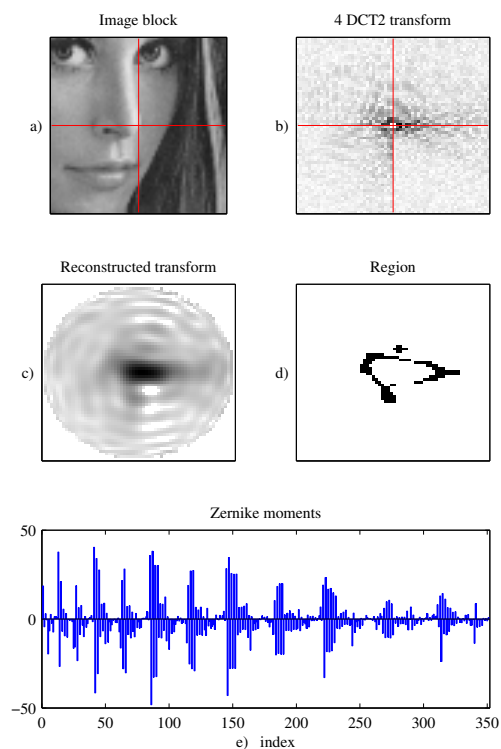 Image block
4 DCT2 transform
a)
b)
Reconstructed transform
Region
c)
d)
Zernike moments
50
0
−50
0 50 100 150 200 250 300 350
e) index